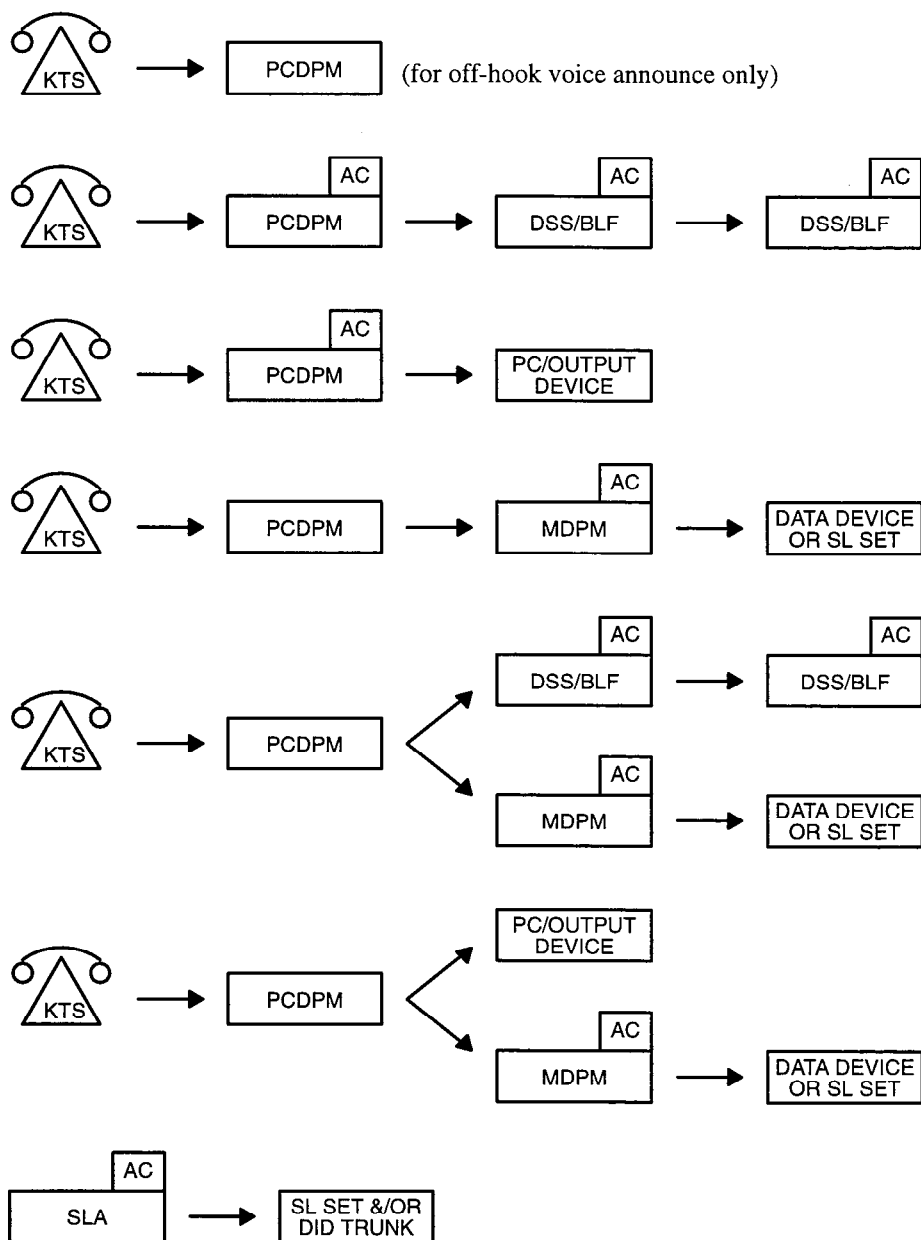 KTS
PCDPM
(for off-hook voice announce only)
AC
AC
AC
KTS
PCDPM
DSS/BLF
DSS/BLF
AC
KTS
PCDPM
PC/OUTPUT
DEVICE
AC
KTS
PCDPM
MDPM
DATA DEVICE
OR SL SET
AC
AC
DSS/BLF
DSS/BLF
KTS
PCDPM
AC
MDPM
DATA DEVICE
OR SL SET
PC/OUTPUT
DEVICE
KTS
PCDPM
AC
MDPM
DATA DEVICE
OR SL SET
AC
SLA
SL SET &/OR
DID TRUNK